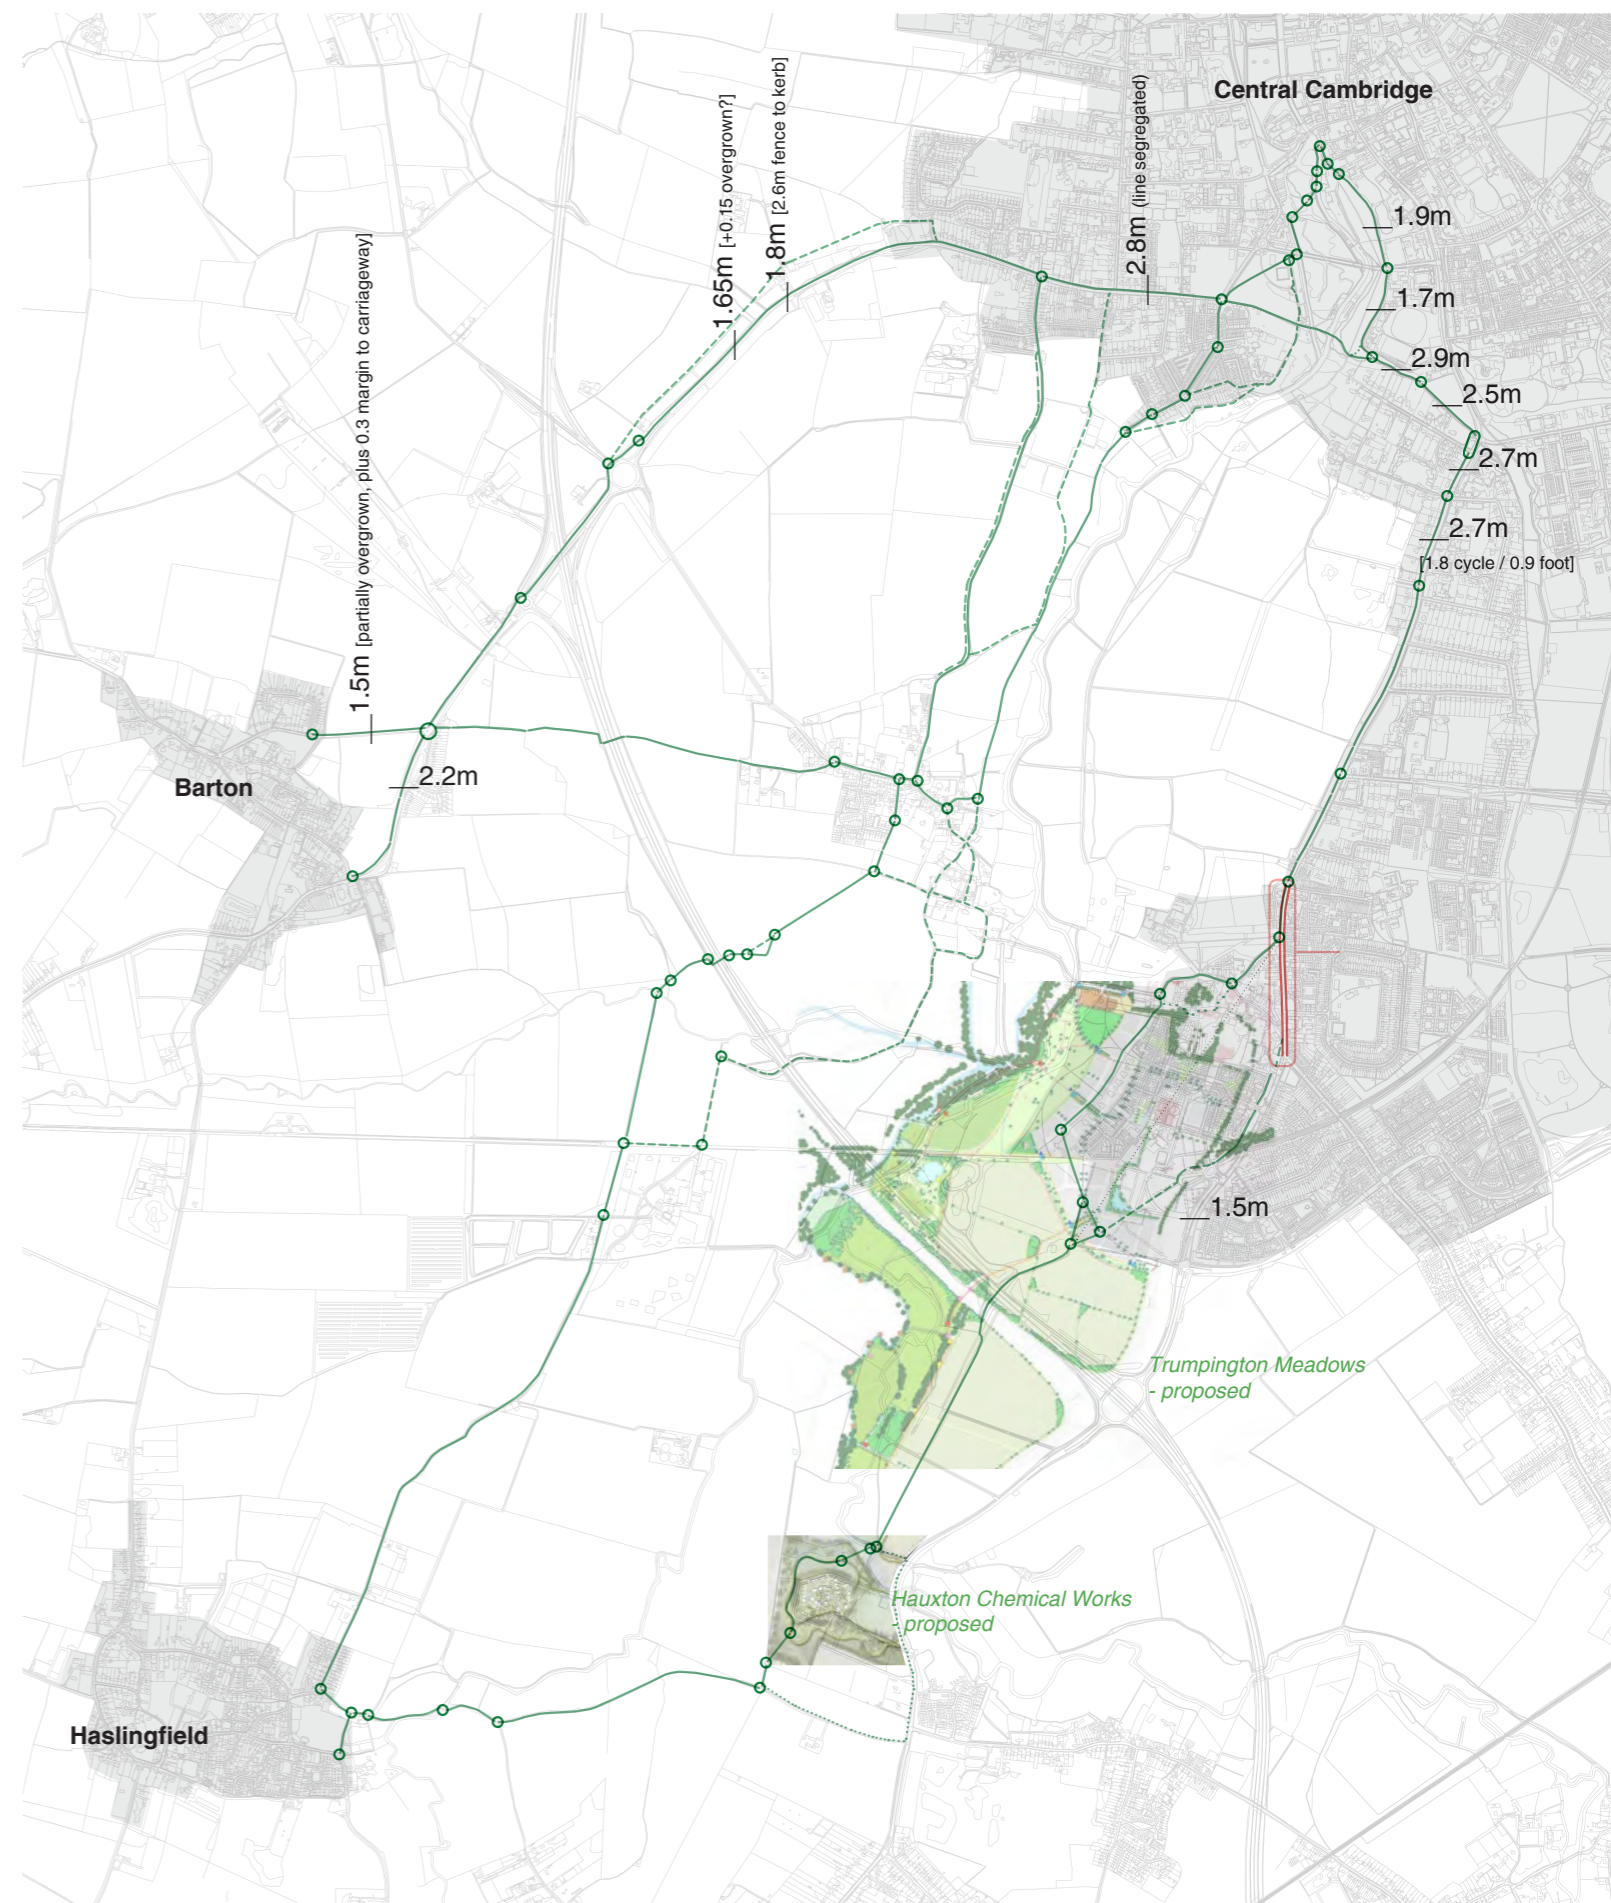 Central Cambridge
1.5m [partially overgrown, plus 0.3 margin to carriageway]
1.65m [+0.15 overgrown?]
1.8m [2.6m fence to kerb]
2.8m (line segregated)
1.9m
1.7m
2.9m
2.5m
2.7m
2.7m
[1.8 cycle / 0.9 foot]
Barton
2.2m
1.5m
Trumpington Meadows
- proposed
Hauxton Chemical Works
- proposed
Haslingfield